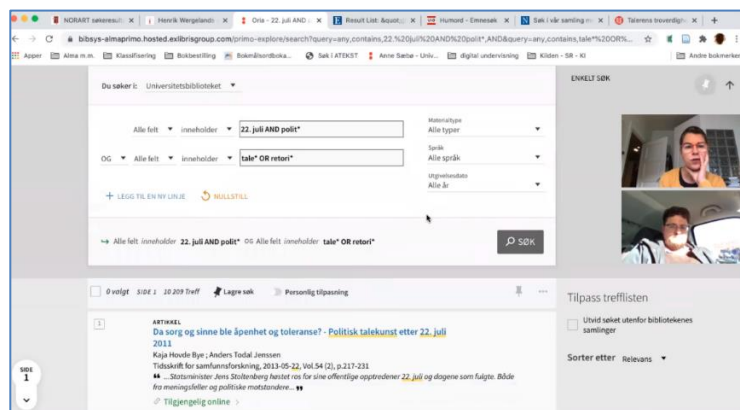 NORART søkeresult
Henrik Wergelands
Oria - 22. juli AND
Result List: &quot;
Humord - Emnesøk
Søk i vår samling
Talerens troverdigh
bibsys-almaprimo.hosted.exlibrisgroup.com/primo-explore/search?query=any,contains,22.%20juli%20AND%20polit*,AND&query=any,contains,tale*%20OR%...
Apper
Alma m.m.
Klassifisering
Bokbestilling
Bokmålsordboka...
Søk i ATEKST
Anne Sæbø - Univ...
digital undervisning
Kilden - SR - KI
Andre bokmerker
Du søker i: Universitetsbiblioteket
ENKELT SØK
Alle felt inneholder 22. juli AND polit*
Materialtype
Alle typer
OG Alle felt inneholder tale* OR retori*
Språk
Alle språk
Utgivelsesdato
Alle år
+ LEGG TIL EN NY LINJE NULLSTILL
Alle felt inneholder 22. juli AND polit* OG Alle felt inneholder tale* OR retori*
SØK
0 valgt SIDE 1 10 209 Treff Lagre søk Personlig tilpasning
Tilpass trefflisten
Utvid søket utenfor bibliotekenes
samlinger
Sorter etter Relevans
1
ARTIKKEL
Da sorg og sinne ble åpenhet og toleranse? - Politisk talekunst etter 22. juli
2011
Kaja Hovde Bye ; Anders Todal Jenssen
Tidsskrift for samfunnsforskning, 2013-05-22, Vol.54 (2), p.217-231
...Statsminister Jens Stoltenberg høstet ros for sine offentlige opptredener 22. juli og dagene som fulgte. Både
fra meningsfeller og politiske motstandere...
Tilgjengelig online
SIDE
1